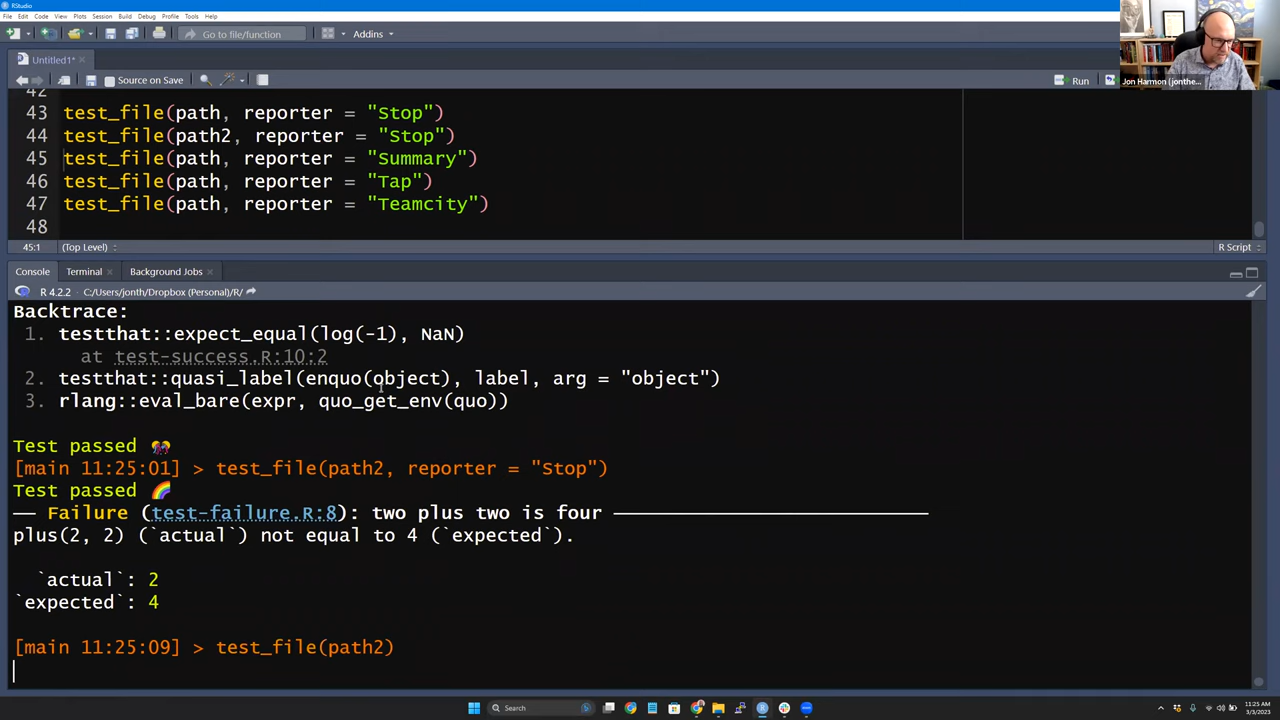 RStudio
File Edit Code View Plots Session Build Debug Profile Tools Help
Go to file/function
Addins
Untitled1*
Source on Save
Run
Jon Harmon (jonthe...
42
43 test_file(path, reporter = "Stop")
44 test_file(path2, reporter = "Stop")
45 test_file(path, reporter = "Summary")
46 test_file(path, reporter = "Tap")
47 test_file(path, reporter = "Teamcity")
48
45:1 (Top Level) R Script
Console Terminal Background Jobs
R 4.2.2 . C:/Users/jonth/Dropbox (Personal)/R/
Backtrace:
1. testthat::expect_equal(log(-1), NaN)
at test-success.R:10:2
2. testthat::quasi_label(enquo(object), label, arg = "object")
3. rlang::eval_bare(expr, quo_get_env(quo))
Test passed
[main 11:25:01] > test_file(path2, reporter = "Stop")
Test passed
── Failure (test-failure.R:8): two plus two is four ──────────────────────
plus(2, 2) (`actual`) not equal to 4 (`expected`).
`actual`: 2
`expected`: 4
[main 11:25:09] > test_file(path2)
Search
11:25 AM
3/3/2023